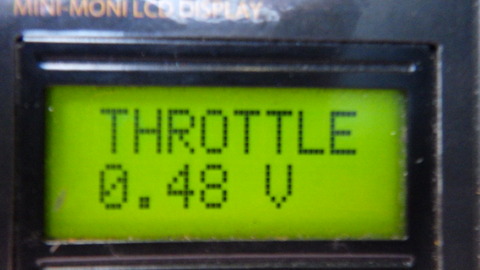 MINI-MONI LCD DISPLAY
THROTTLE
0.48 V